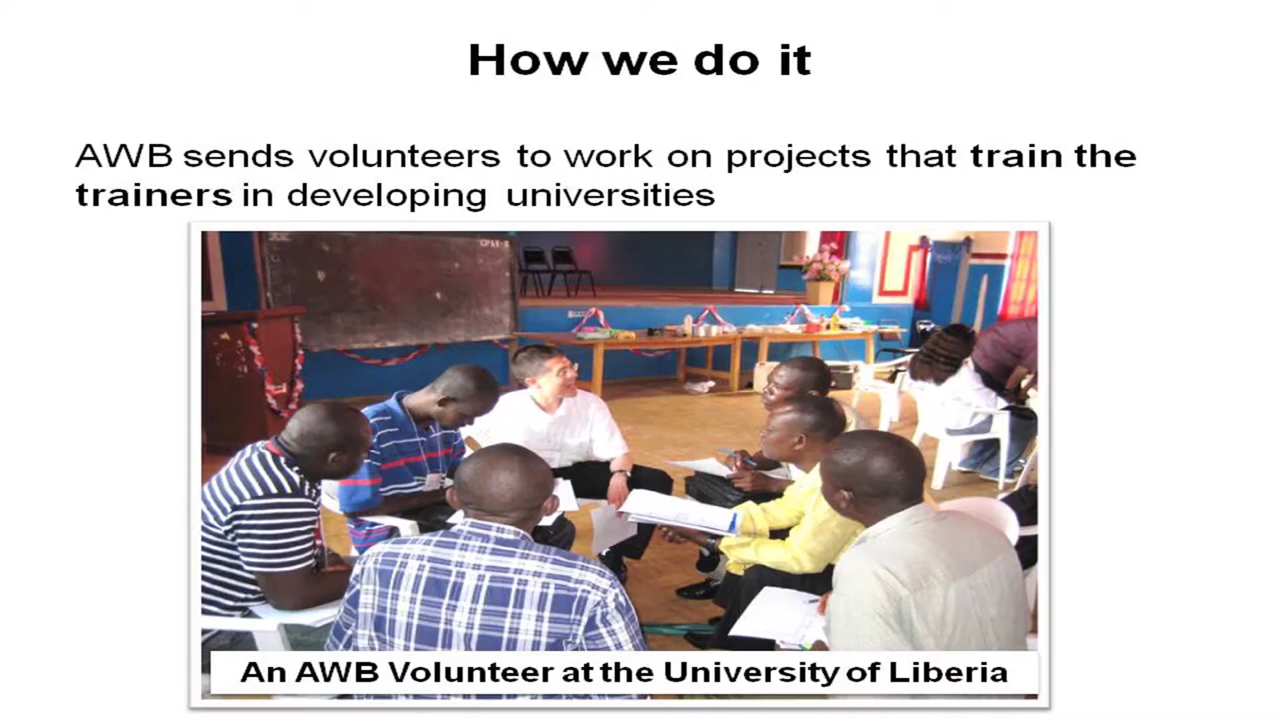 How we do it
AWB sends volunteers to work on projects that train the
trainers in developing universities
An AWB Volunteer at the University of Liberia